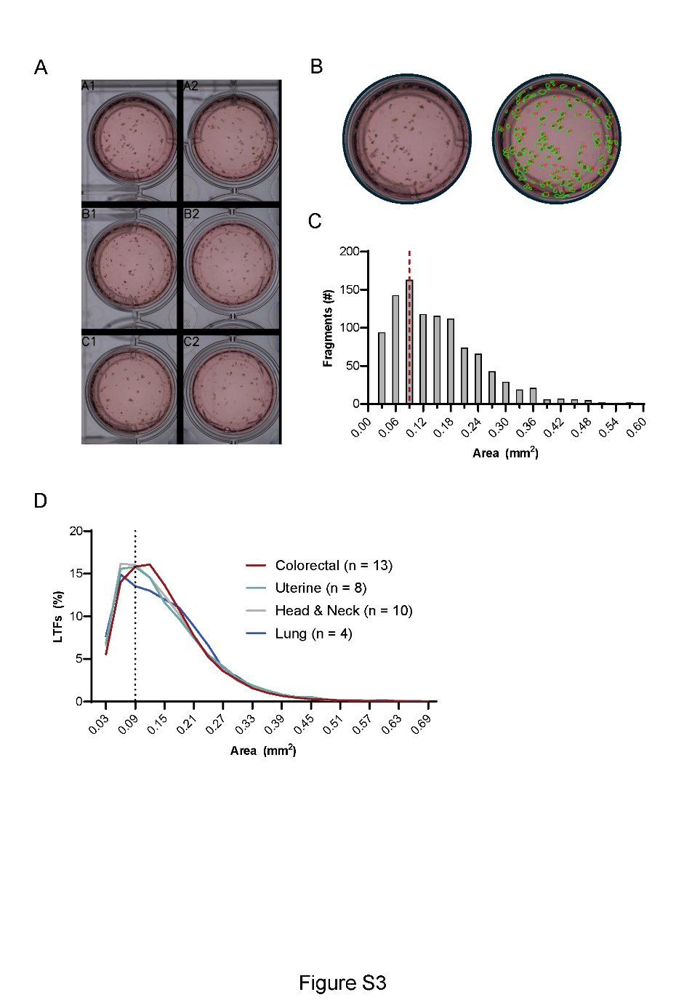 A
B
A1
A2
B1
B2
C1
C2
C
200
150
100
50
0
Fragments (#)
0.00
0.06
0.12
0.18
0.24
0.30
0.36
0.42
0.48
0.54
0.60
Area (mm²)
D
20
15
10
5
0
LTFs (%)
Colorectal (n = 13)
Uterine (n = 8)
Head & Neck (n = 10)
Lung (n = 4)
0.03
0.09
0.15
0.21
0.27
0.33
0.39
0.45
0.51
0.57
0.63
0.69
Area (mm²)
Figure S3